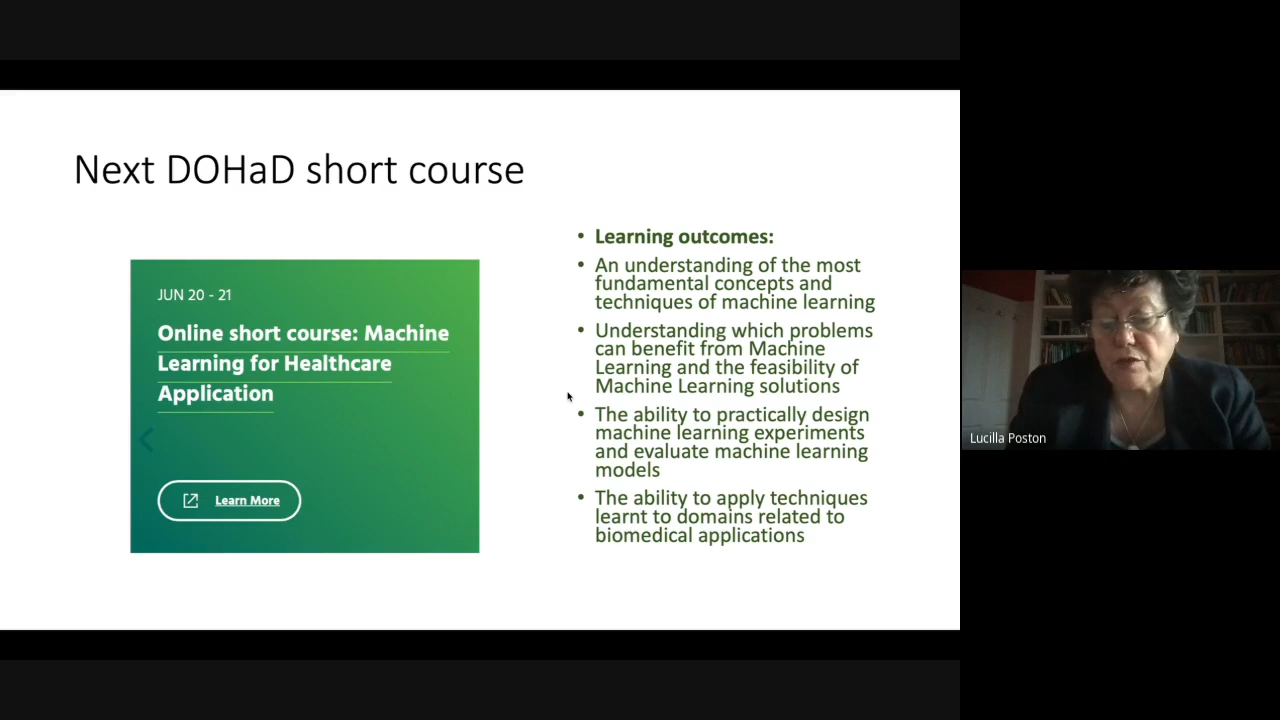 Next DOHaD short course
JUN 20 - 21
Online short course: Machine
Learning for Healthcare
Application
Learn More
• Learning outcomes:
• An understanding of the most
fundamental concepts and
techniques of machine learning
• Understanding which problems
can benefit from Machine
Learning and the feasibility of
Machine Learning solutions
• The ability to practically design
machine learning experiments
and evaluate machine learning
models
• The ability to apply techniques
learnt to domains related to
biomedical applications
Lucilla Poston